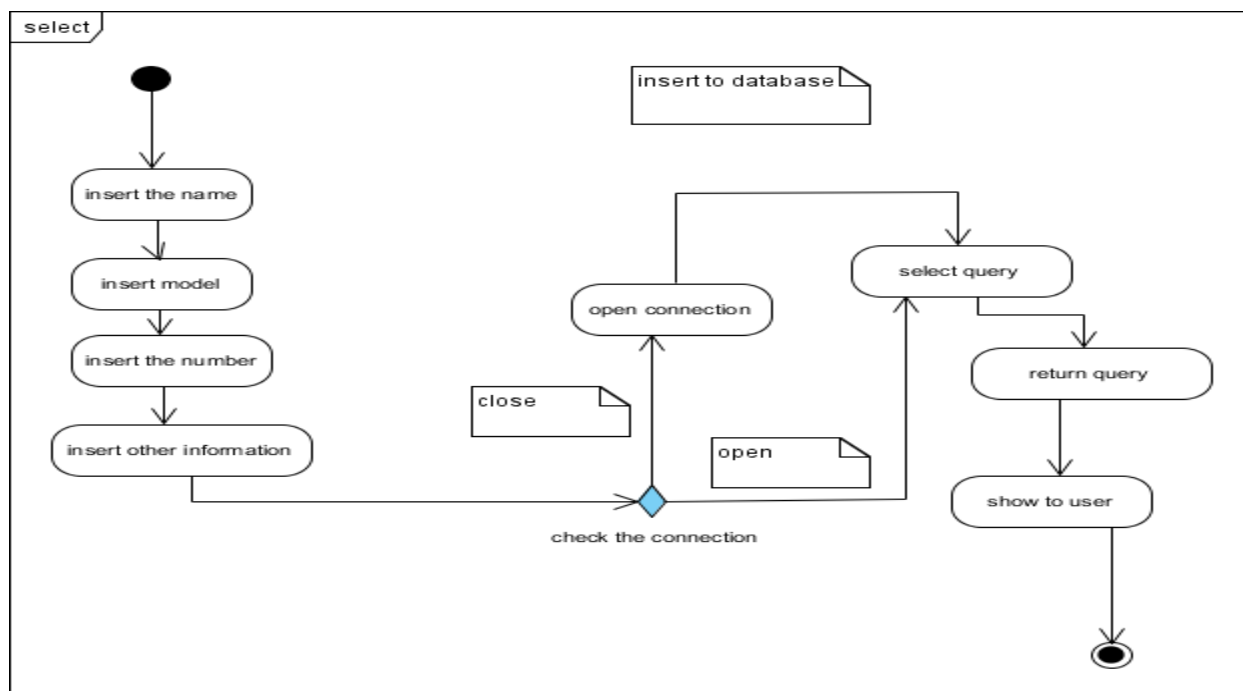 select
insert to database
insert the name
insert model
insert the number
insert other information
open connection
select query
return query
close
open
show to user
check the connection